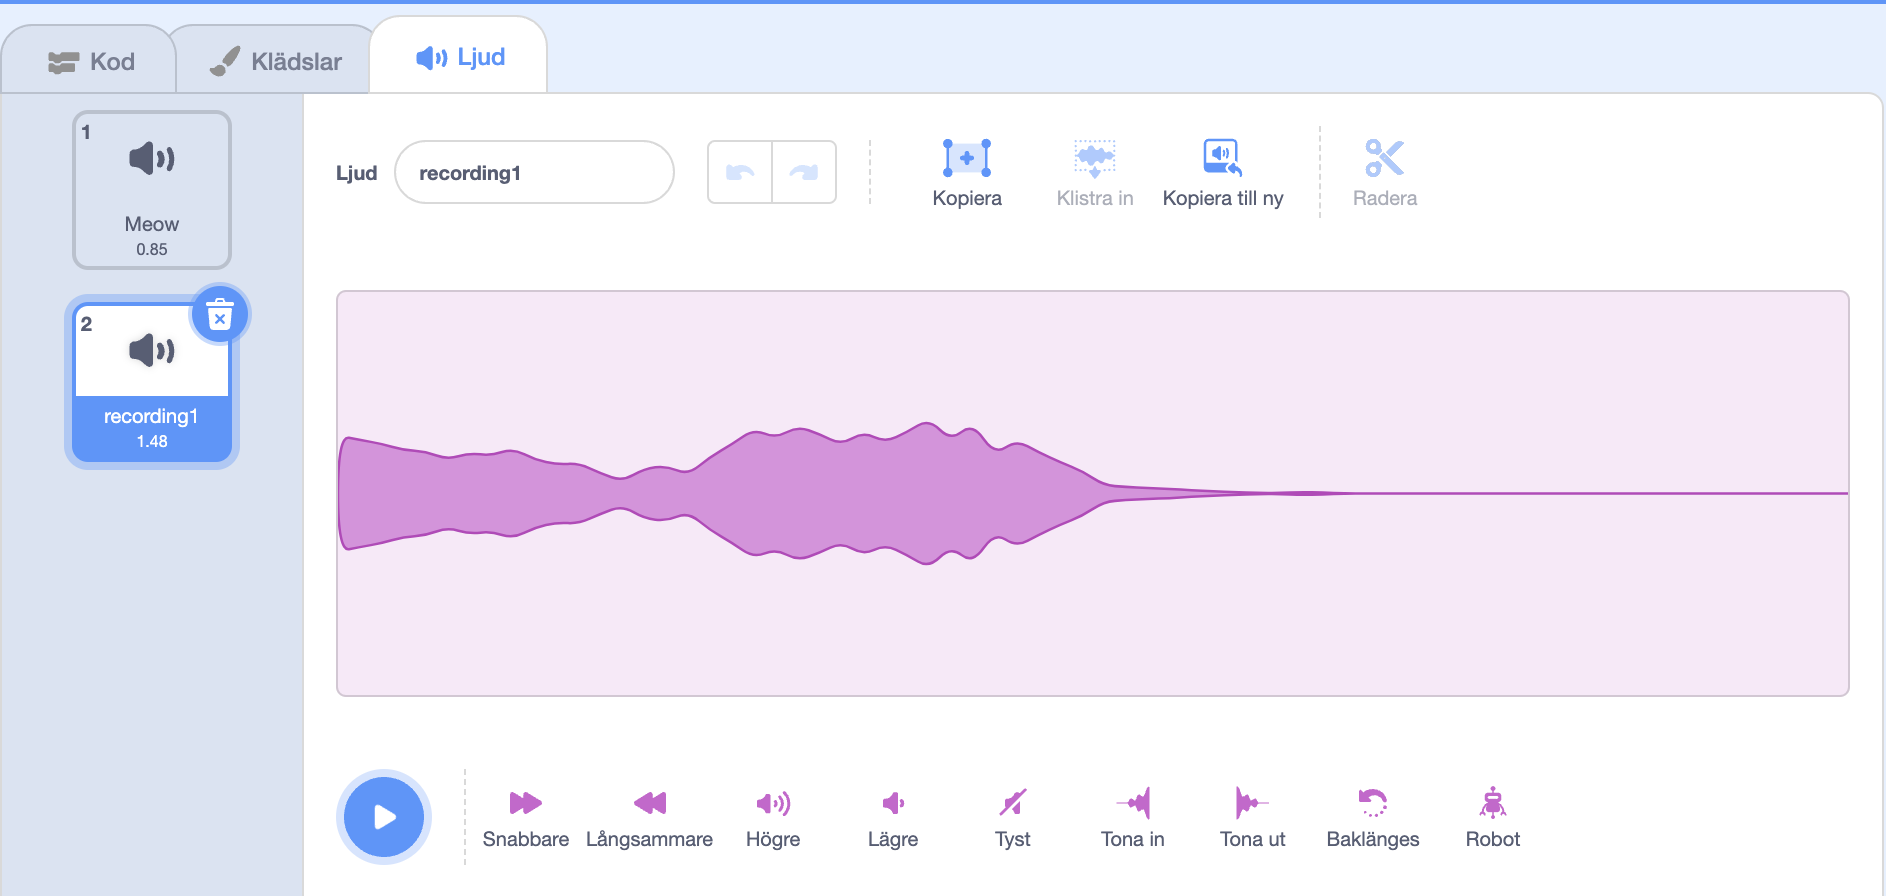 Kod
Klädslar
Ljud
1
Meow
0.85
2
recording1
1.48
Ljud
recording1
Kopiera
Klistra in
Kopiera till ny
Radera
Snabbare
Långsammare
Högre
Lägre
Tyst
Tona in
Tona ut
Baklänges
Robot